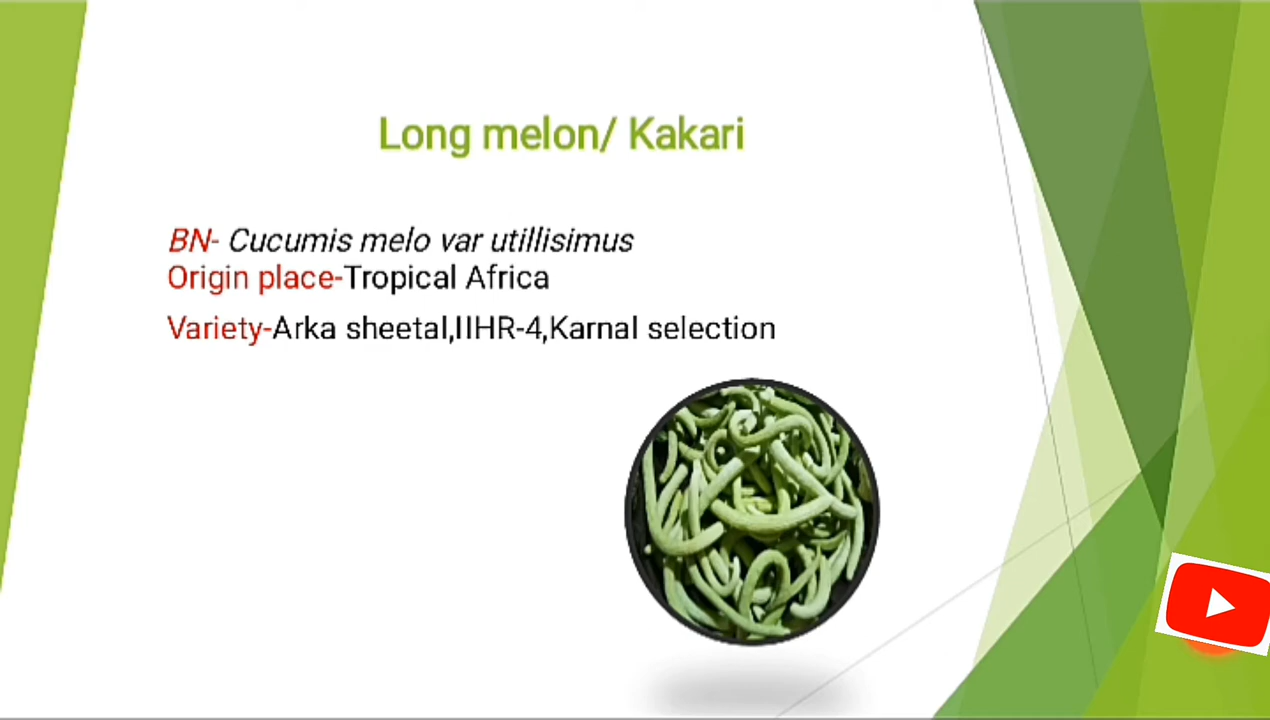 Long melon/ Kakari
BN- Cucumis melo var utillisimus
Origin place-Tropical Africa
Variety-Arka sheetal,IIHR-4,Karnal selection